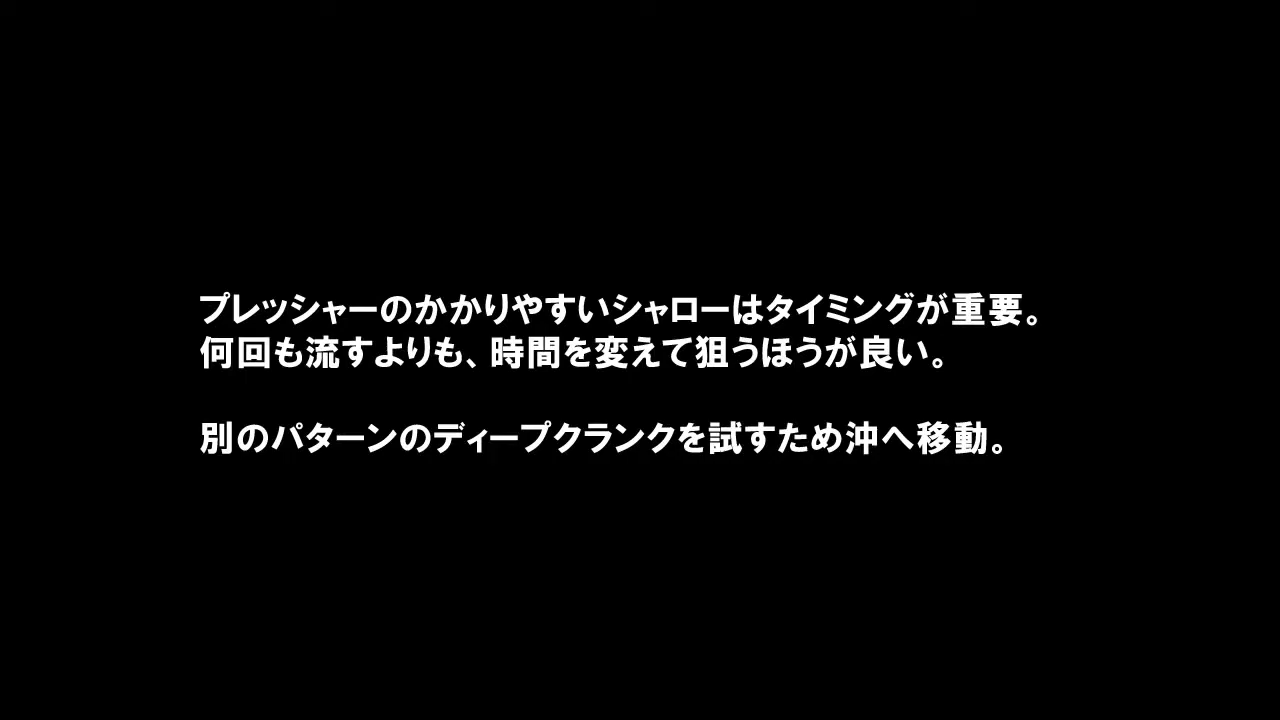 プレッシャーのかかりやすいシャローはタイミングが重要。
何回も流すよりも、時間を変えて狙うほうが良い。
別のパターンのディープクランクを試すため沖へ移動。